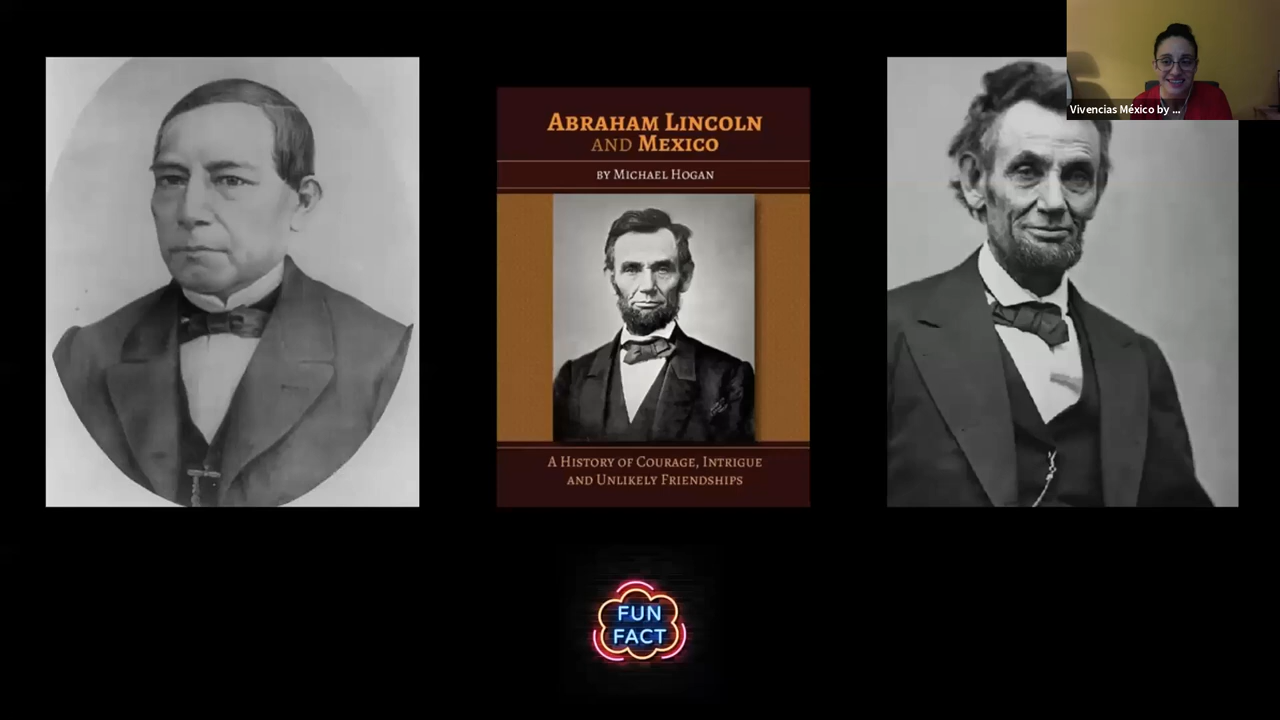 ABRAHAM LINCOLN
AND MEXICO
BY MICHAEL HOGAN
A HISTORY OF COURAGE, INTRIGUE
AND UNLIKELY FRIENDSHIPS
Vivencias México by ...
FUN
FACT